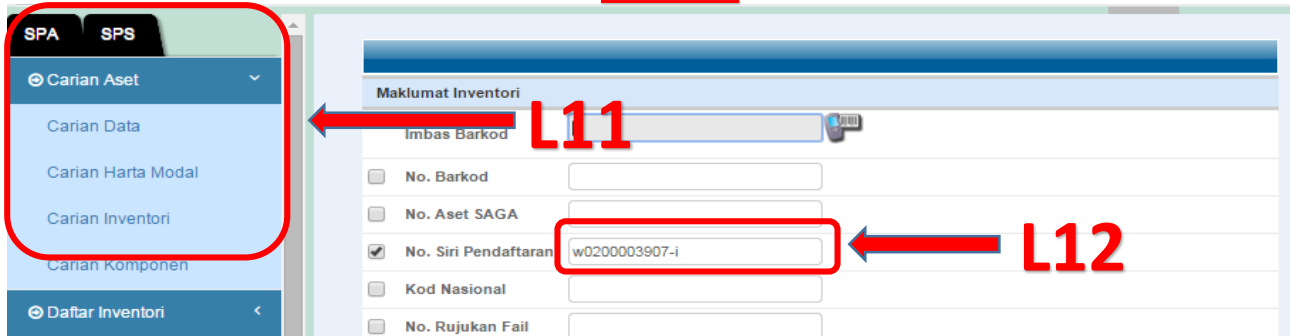 SPA SPS
Carian Aset
Carian Data
Carian Harta Modal
Carian Inventori
Carian Komponen
Daftar Inventori
Maklumat Inventori
Imbas Barkod
No. Barkod
No. Aset SAGA
No. Siri Pendaftaran w0200003907-i
Kod Nasional
No. Rujukan Fail
L11
L12